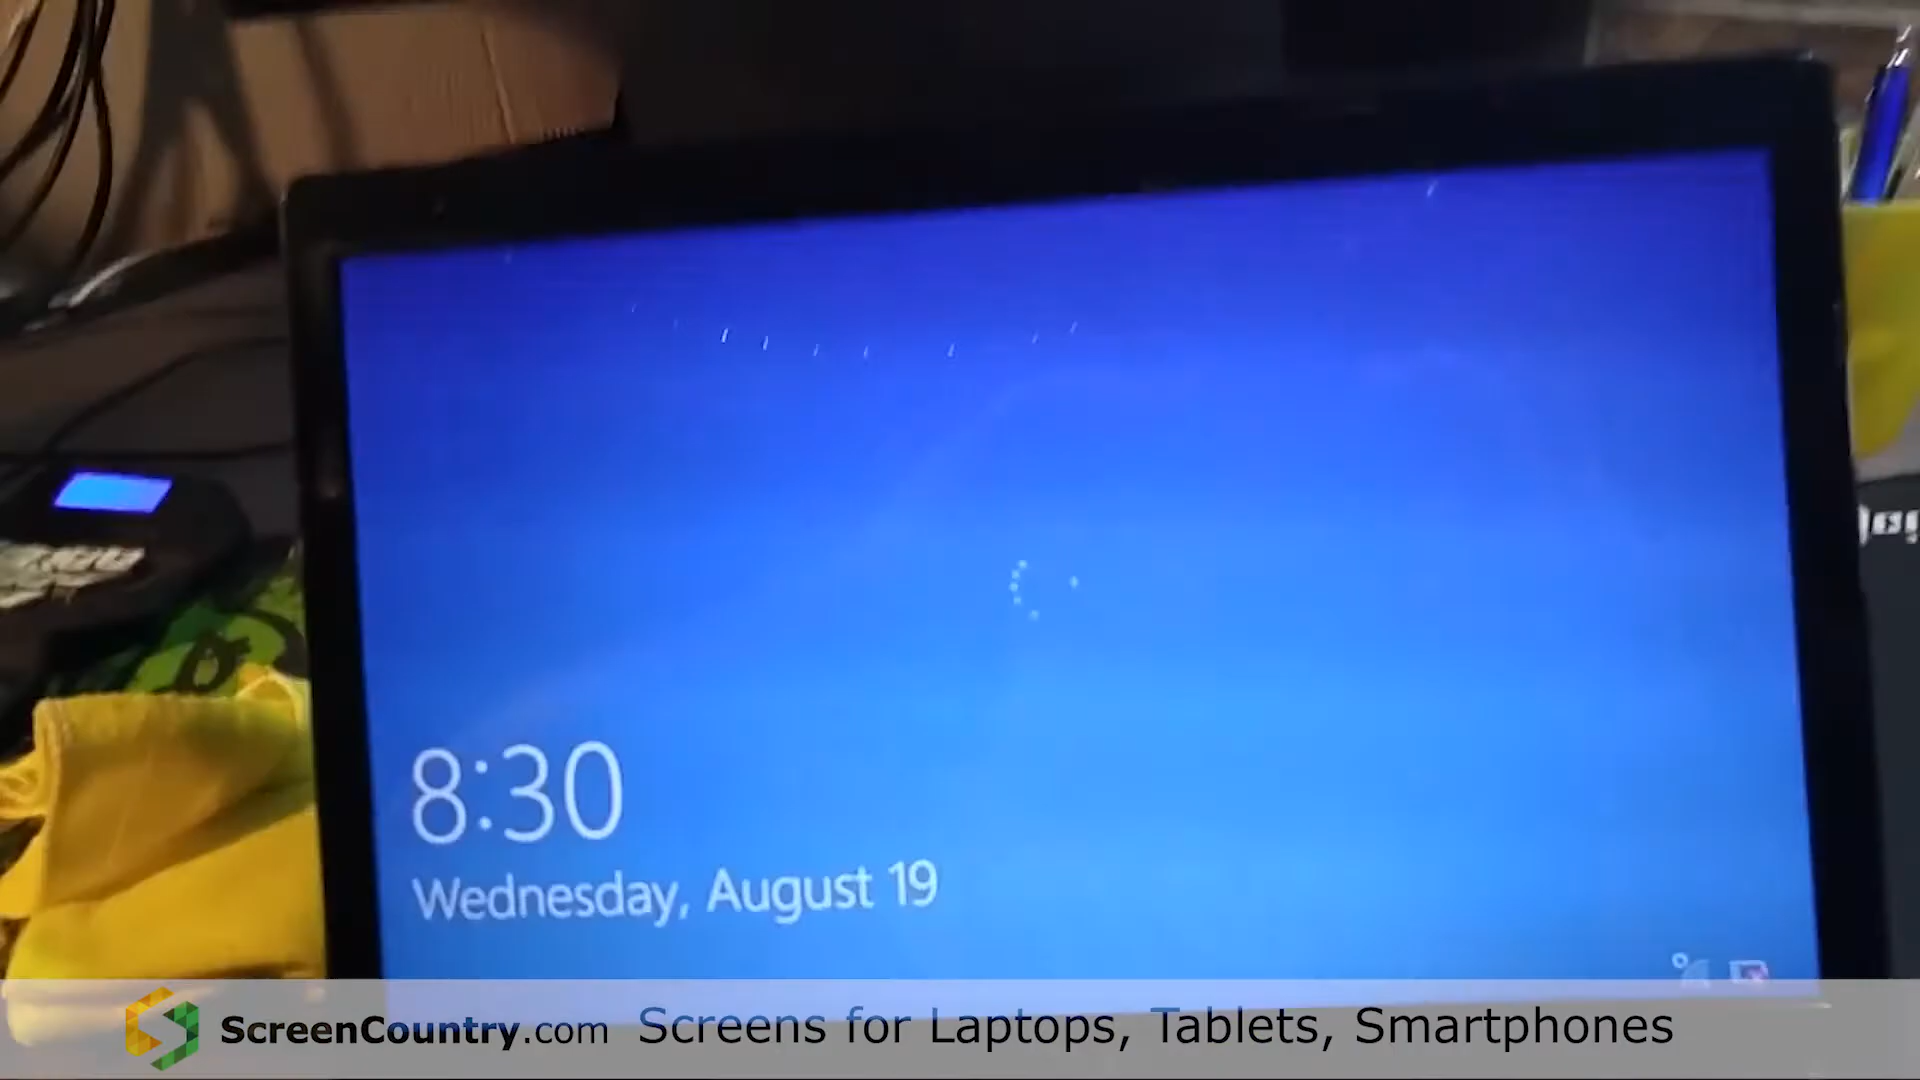 8:30
Wednesday, August 19
ScreenCountry.com Screens for Laptops, Tablets, Smartphones